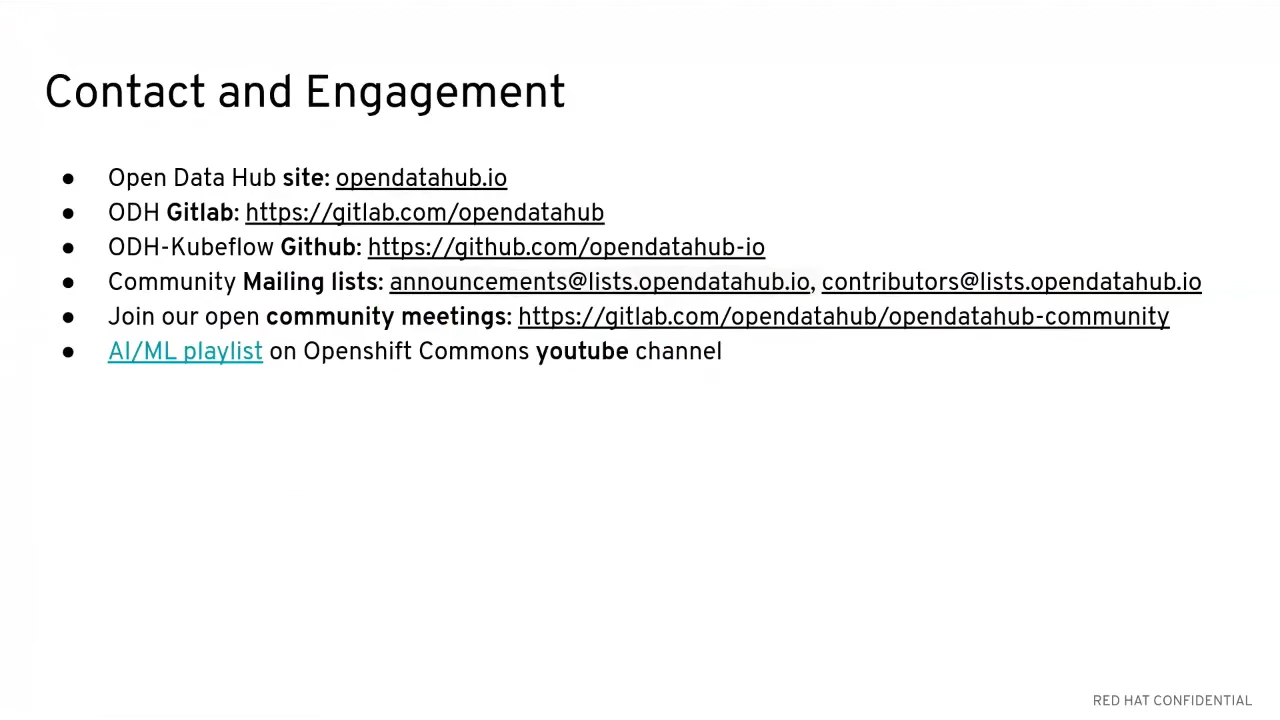 Contact and Engagement
● Open Data Hub site: opendatahub.io
● ODH Gitlab: https://gitlab.com/opendatahub
● ODH-Kubeflow Github: https://github.com/opendatahub-io
● Community Mailing lists: announcements@lists.opendatahub.io, contributors@lists.opendatahub.io
● Join our open community meetings: https://gitlab.com/opendatahub/opendatahub-community
● AI/ML playlist on Openshift Commons youtube channel
RED HAT CONFIDENTIAL